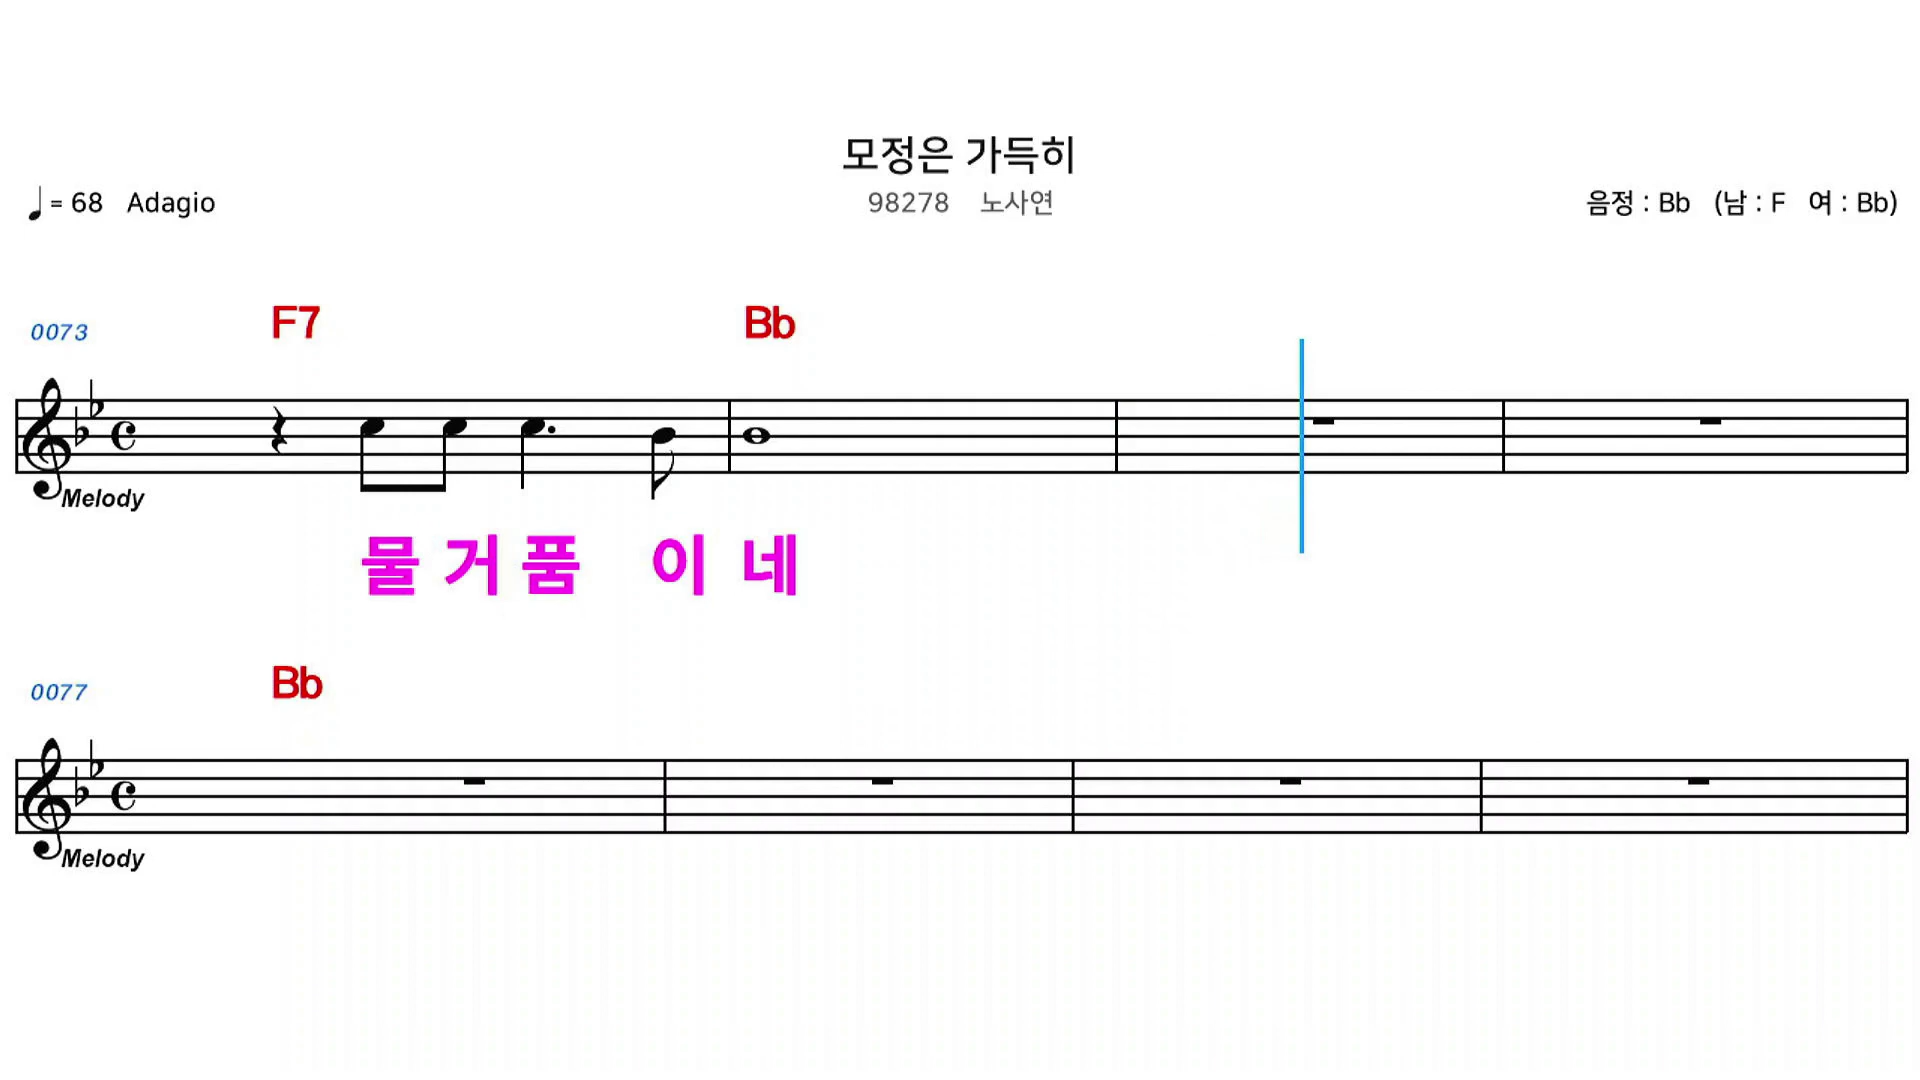 모정은 가득히
♩= 68 Adagio 98278 노사연 음정 : Bb (남 : F 여 : Bb)
0073 F7 Bb
Melody
물 거 품 이 네
0077 Bb
Melody